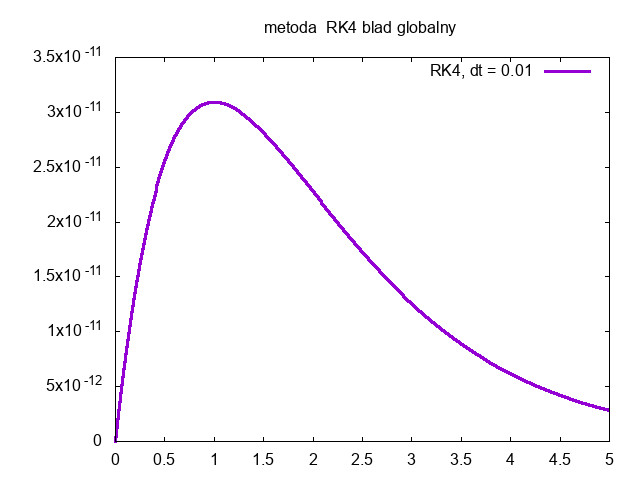 metoda  RK4 blad globalny
RK4, dt = 0.01
3.5x10⁻¹¹
3x10⁻¹¹
2.5x10⁻¹¹
2x10⁻¹¹
1.5x10⁻¹¹
1x10⁻¹¹
5x10⁻¹²
0
0 0.5 1 1.5 2 2.5 3 3.5 4 4.5 5